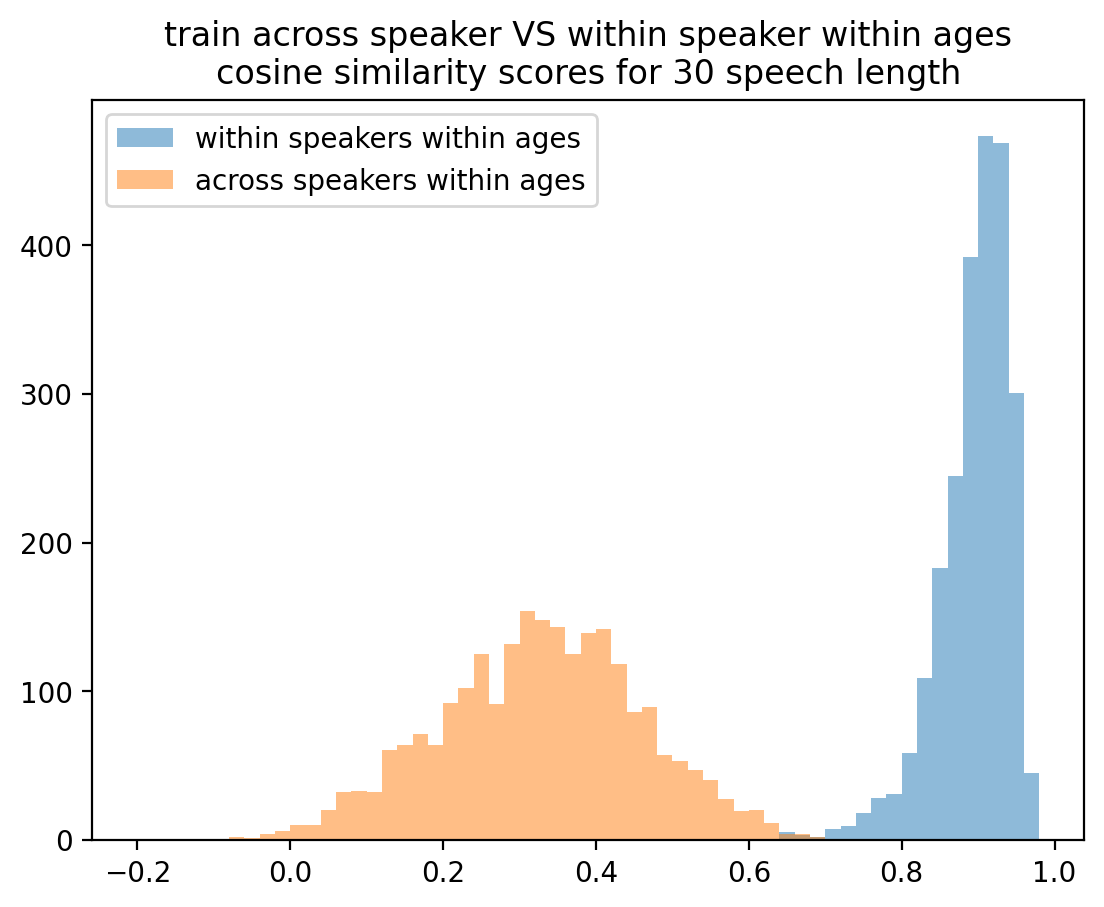 train across speaker VS within speaker within ages
cosine similarity scores for 30 speech length
within speakers within ages
across speakers within ages
400
300
200
100
0
−0.2 0.0 0.2 0.4 0.6 0.8 1.0